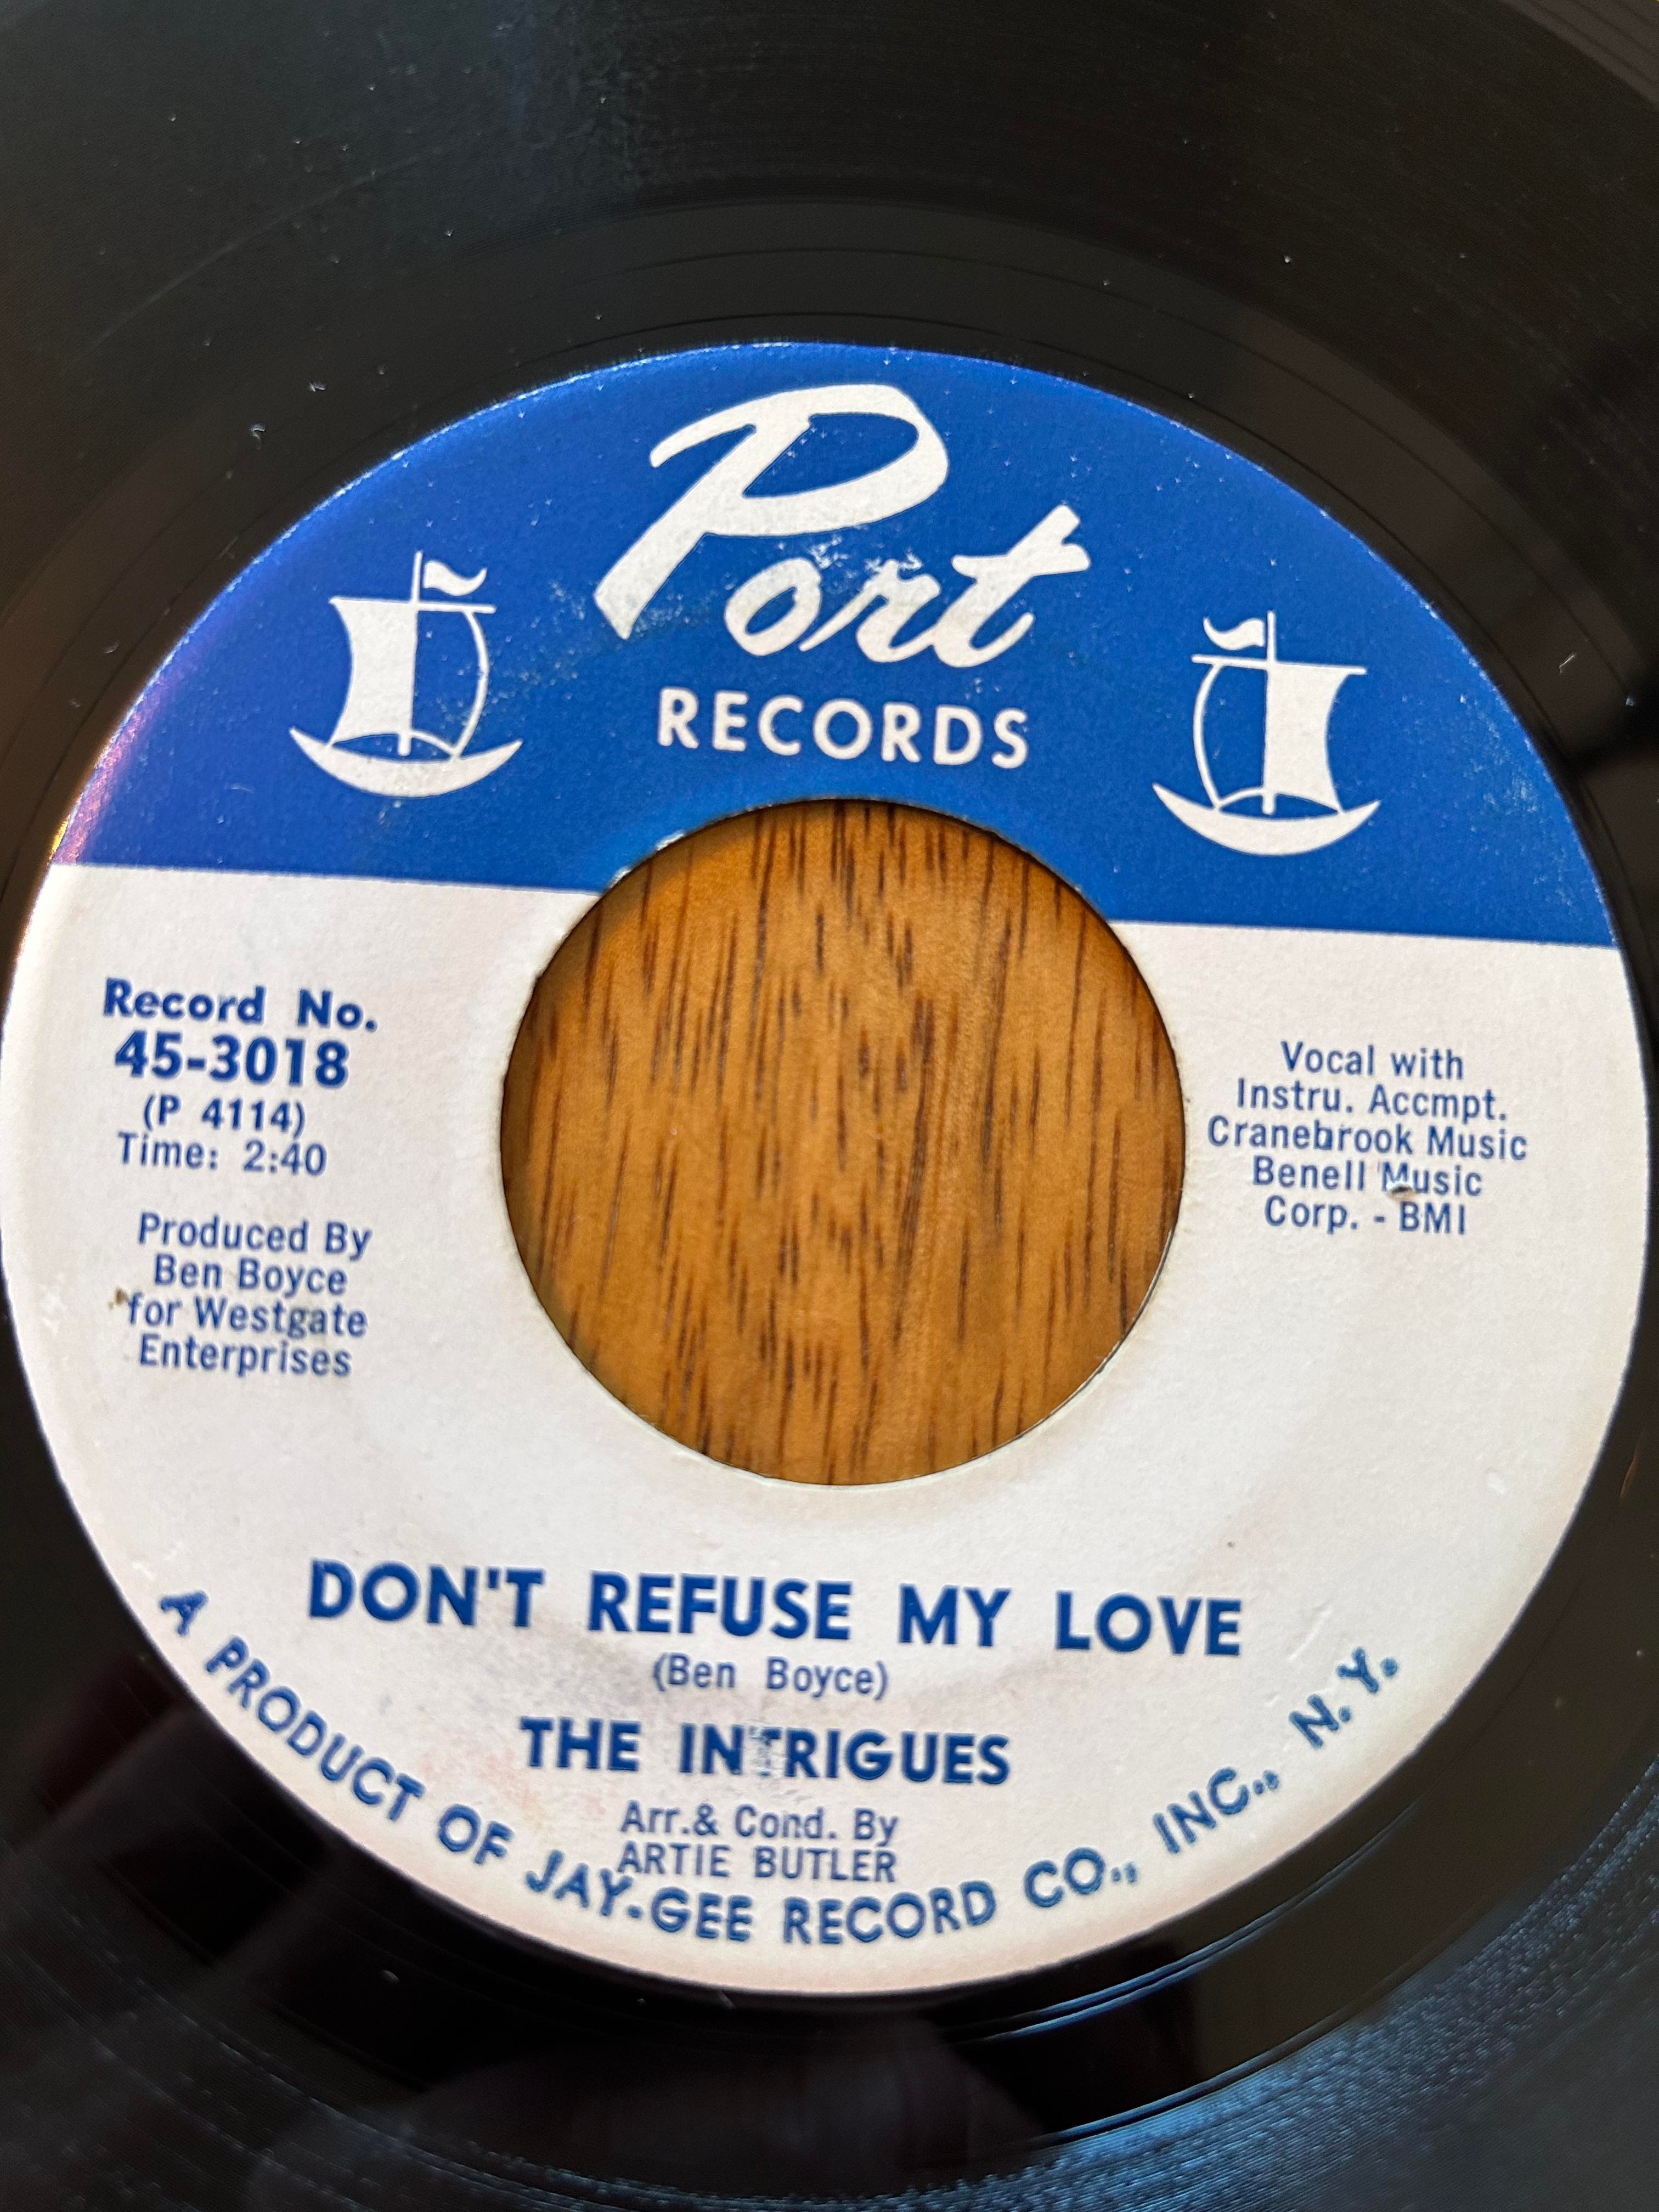 Port
RECORDS
Record No.
45-3018
(P 4114)
Time: 2:40
Produced By
Ben Boyce
for Westgate
Enterprises
Vocal with
Instru. Accmpt.
Cranebrook Music
Benell Music
Corp. - BMI
DON'T REFUSE MY LOVE
(Ben Boyce)
THE INTRIGUES
Arr.& Cond. By
ARTIE BUTLER
A PRODUCT OF JAY-GEE RECORD CO., INC., N. Y.